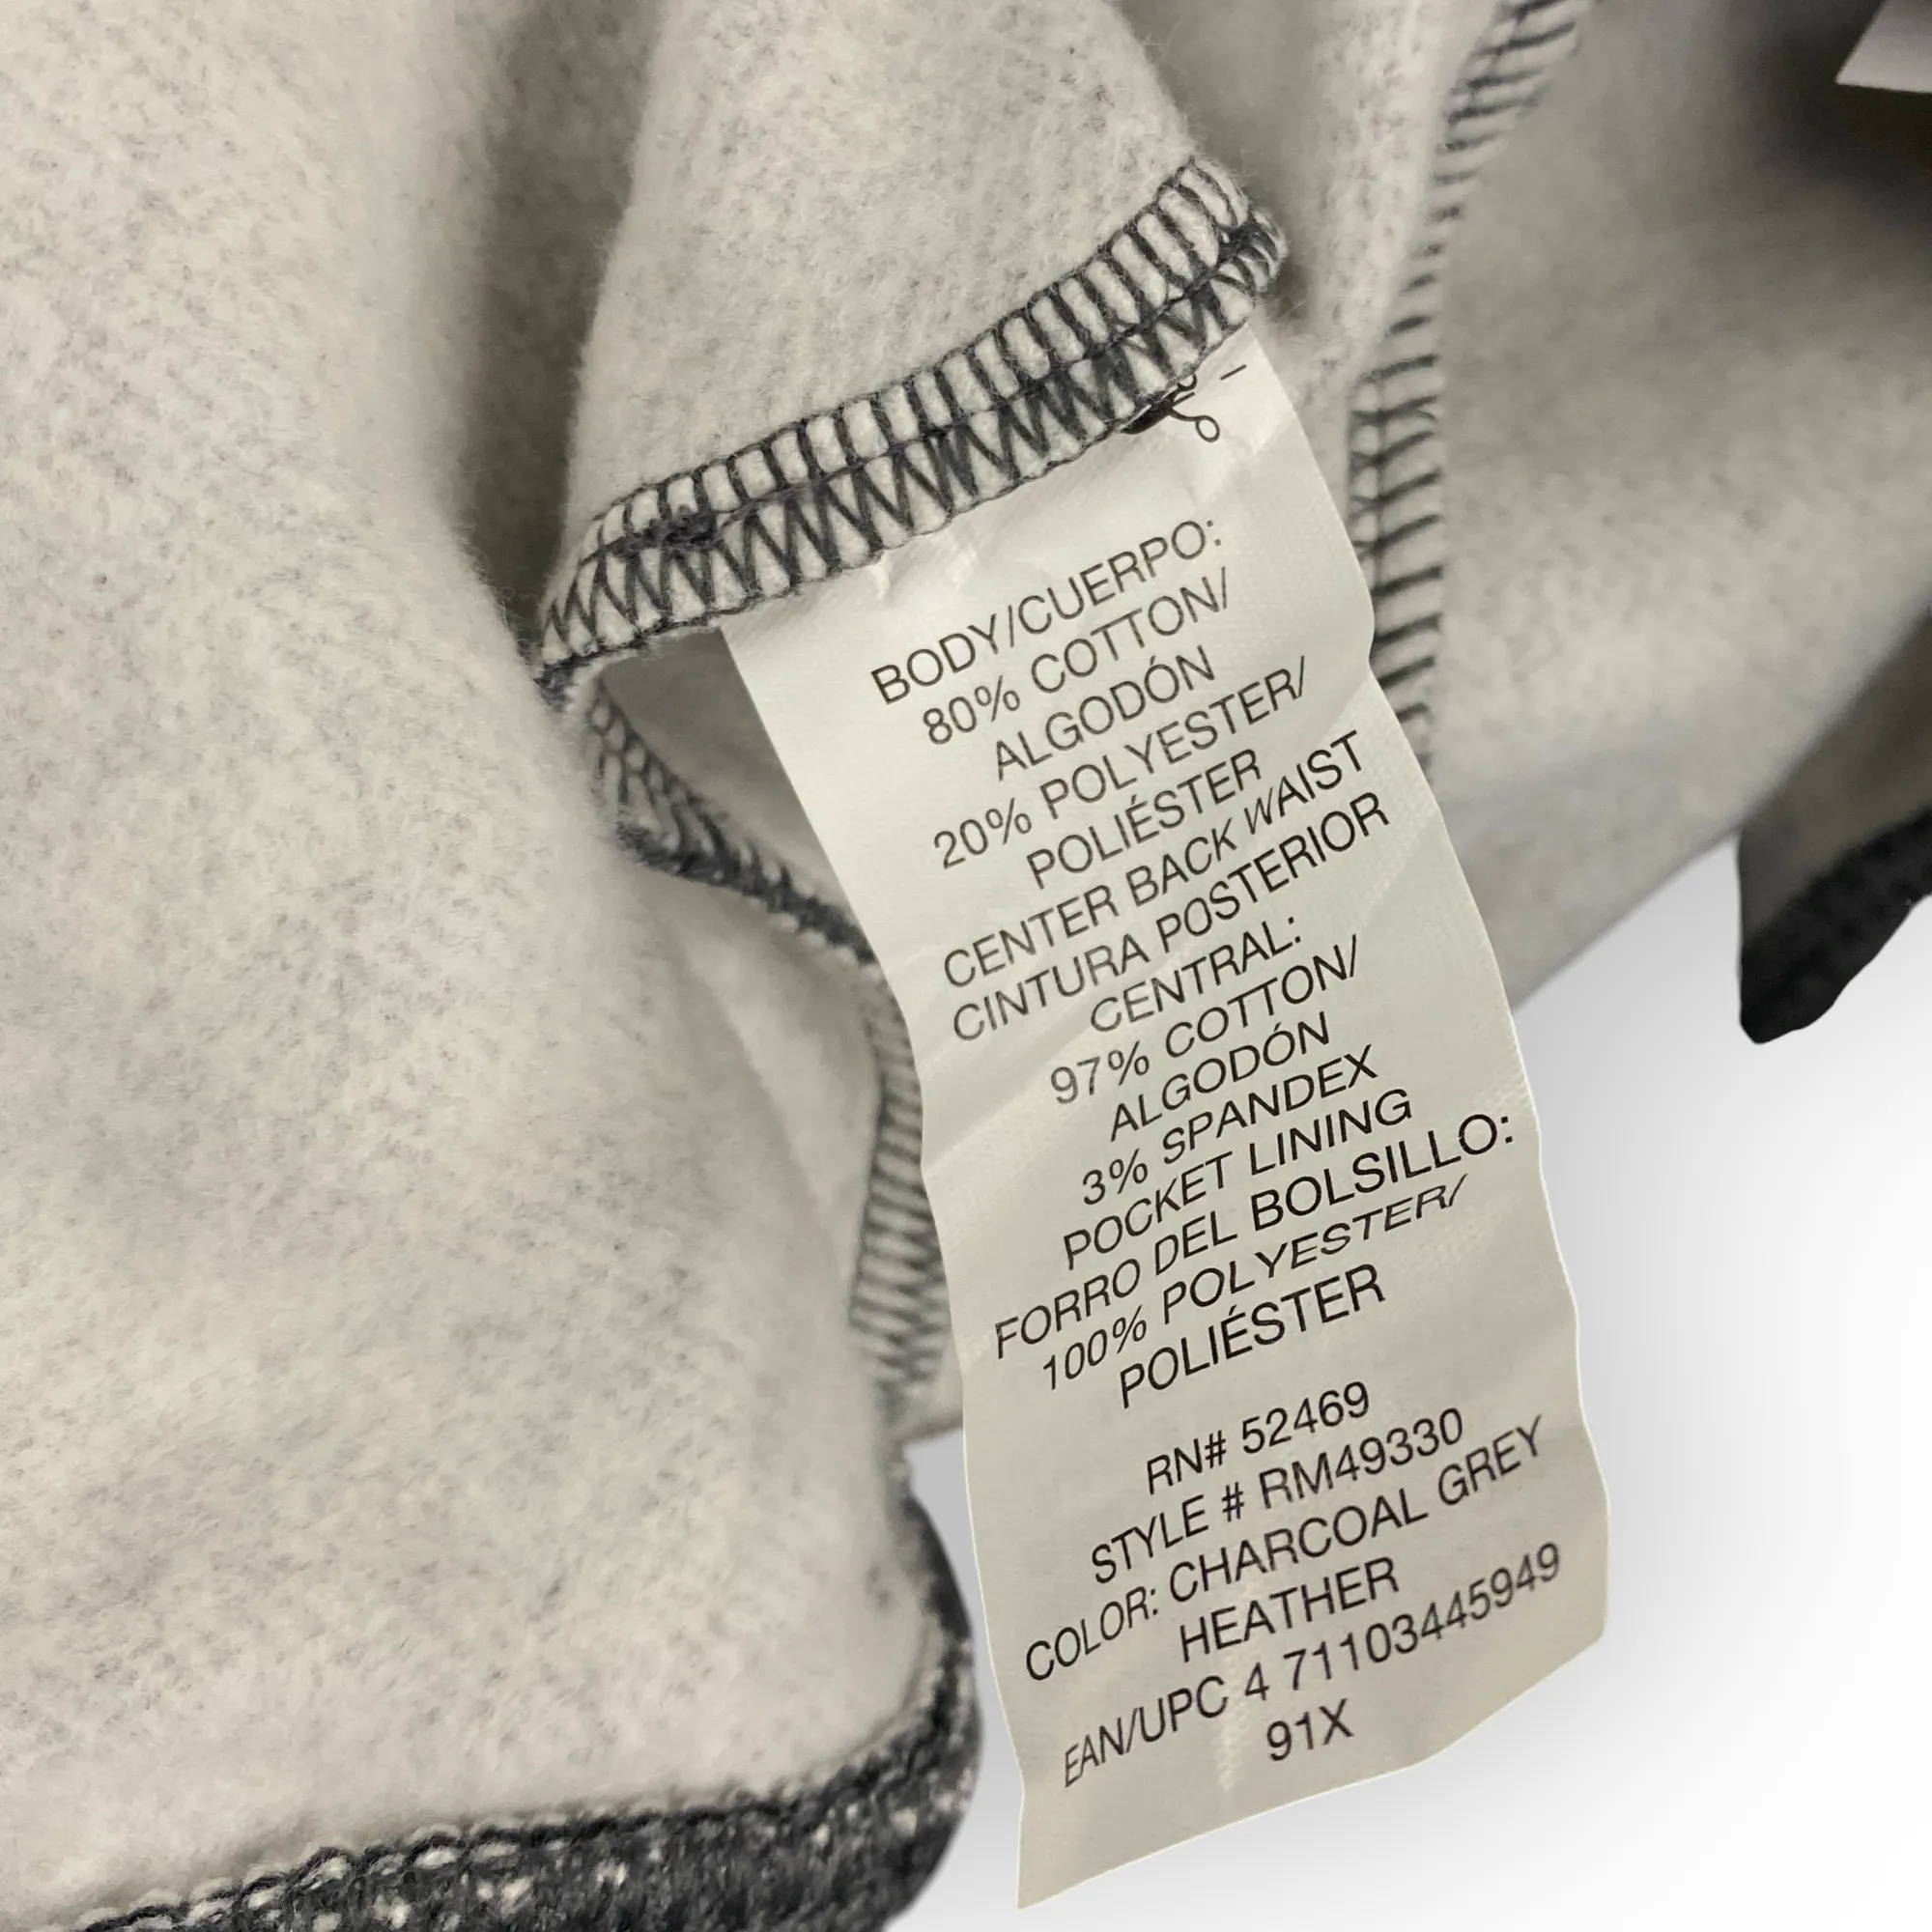 BODY/CUERPO:
80% COTTON/
ALGODÓN
20% POLYESTER/
POLIÉSTER
CENTER BACK WAIST
CINTURA POSTERIOR
CENTRAL:
97% COTTON/
ALGODÓN
3% SPANDEX
POCKET LINING
FORRO DEL BOLSILLO:
100% POLYESTER/
POLIÉSTER
RN# 52469
STYLE # RM49330
COLOR: CHARCOAL GREY
HEATHER
EAN/UPC 4 71103445949
91X